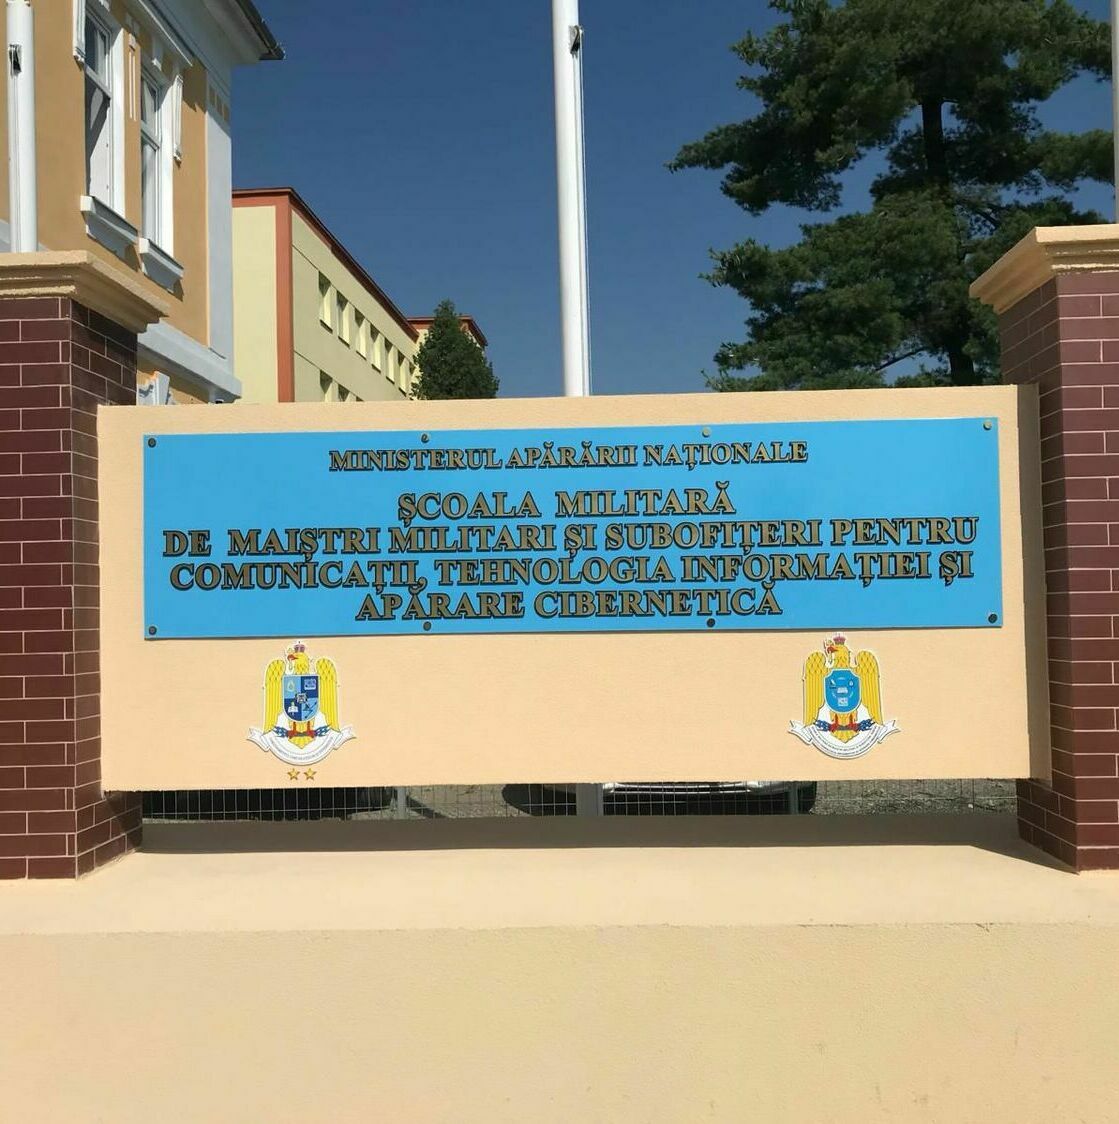 MINISTERUL APĂRĂRII NAȚIONALE
ȘCOALA MILITARĂ
DE MAIȘTRI MILITARI ȘI SUBOFIȚERI PENTRU
COMUNICAȚII, TEHNOLOGIA INFORMAȚIEI ȘI
APĂRARE CIBERNETICĂ